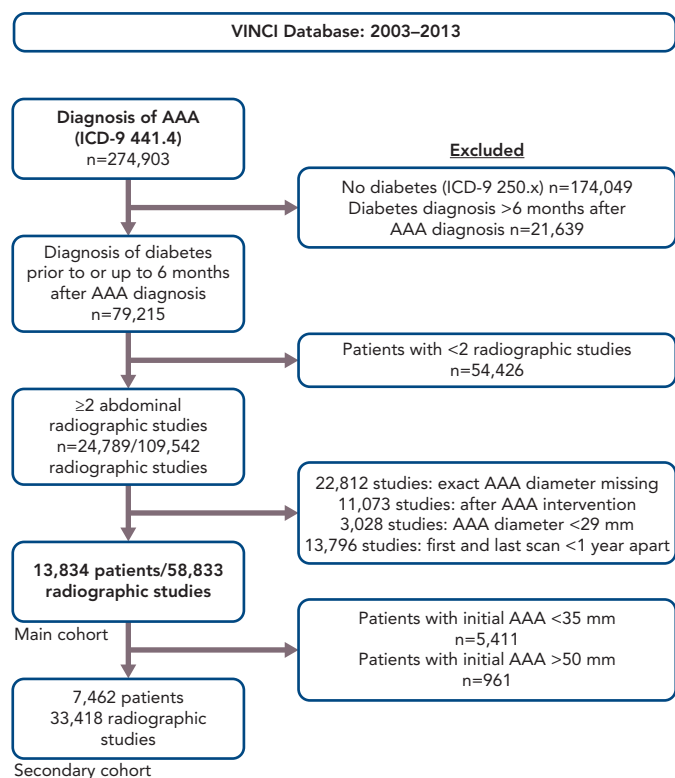 VINCI Database: 2003–2013
Diagnosis of AAA
(ICD-9 441.4)
n=274,903
Excluded
No diabetes (ICD-9 250.x) n=174,049
Diabetes diagnosis >6 months after
AAA diagnosis n=21,639
Diagnosis of diabetes
prior to or up to 6 months
after AAA diagnosis
n=79,215
Patients with <2 radiographic studies
n=54,426
≥2 abdominal
radiographic studies
n=24,789/109,542
radiographic studies
22,812 studies: exact AAA diameter missing
11,073 studies: after AAA intervention
3,028 studies: AAA diameter <29 mm
13,796 studies: first and last scan <1 year apart
13,834 patients/58,833
radiographic studies
Main cohort
Patients with initial AAA <35 mm
n=5,411
Patients with initial AAA >50 mm
n=961
7,462 patients
33,418 radiographic
studies
Secondary cohort